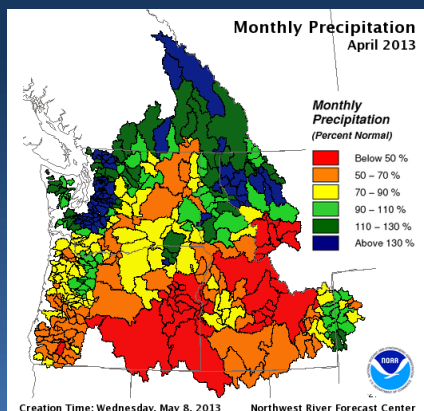 Monthly Precipitation
April 2013
Monthly
Precipitation
(Percent Normal)
Below 50 %
50 – 70 %
70 – 90 %
90 – 110 %
110 – 130 %
Above 130 %
NOAA
Creation Time: Wednesday, May 8, 2013 Northwest River Forecast Center